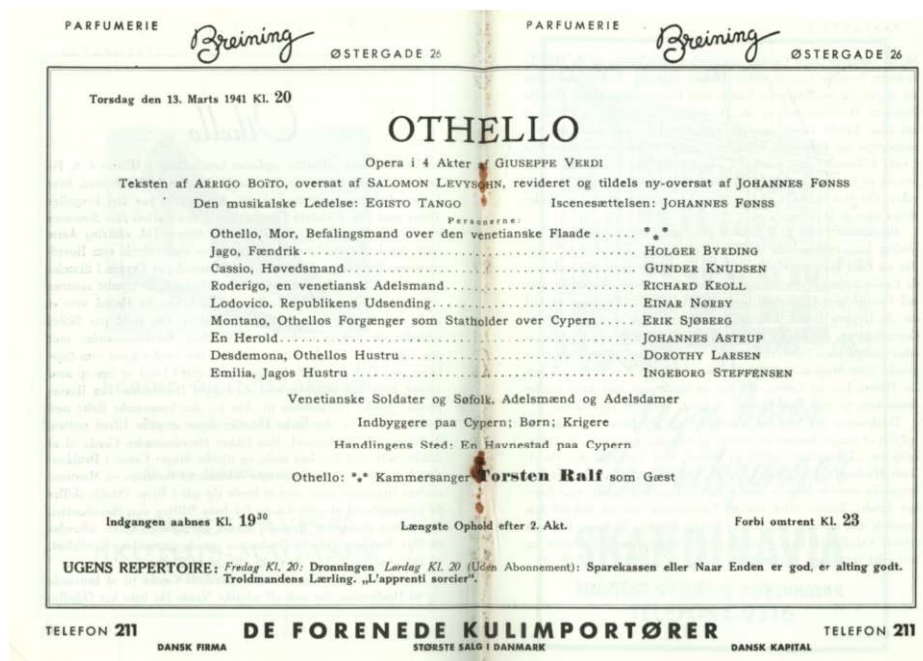 PARFUMERIE Breining ØSTERGADE 26
PARFUMERIE Breining ØSTERGADE 26
Torsdag den 13. Marts 1941 Kl. 20
OTHELLO
Opera i 4 Akter af GIUSEPPE VERDI
Teksten af ARRIGO BOÏTO, oversat af SALOMON LEVYSOHN, revideret og tildels ny-oversat af JOHANNES FØNSS
Den musikalske Ledelse: EGISTO TANGO Iscenesættelsen: JOHANNES FØNSS
Personerne:
Othello, Mor, Befalingsmand over den venetianske Flaade...... *⁎*
Jago, Fændrik.................... HOLGER BYRDING
Cassio, Høvedsmand.................... GUNDER KNUDSEN
Roderigo, en venetiansk Adelsmand.................... RICHARD KROLL
Lodovico, Republikens Udsending.................... EINAR NØRBY
Montano, Othellos Forgænger som Statholder over Cypern.... ERIK SJØBERG
En Herold.................... JOHANNES ASTRUP
Desdemona, Othellos Hustru.................... DOROTHY LARSEN
Emilia, Jagos Hustru.................... INGEBORG STEFFENSEN
Venetianske Soldater og Søfolk, Adelsmænd og Adelsdamer
Indbyggere paa Cypern; Børn; Krigere
Handlingens Sted: En Havnestad paa Cypern
Othello: *⁎* Kammersanger Torsten Ralf som Gæst
Indgangen aabnes Kl. 19³⁰
Længste Ophold efter 2. Akt.
Forbi omtrent Kl. 23
UGENS REPERTOIRE: Fredag Kl. 20: Dronningen Lørdag Kl. 20 (Uden Abonnement): Sparekassen eller Naar Enden er god, er alting godt.
Troldmandens Lærling. „L'apprenti sorcier".
TELEFON 211 DE FORENEDE KULIMPORTØRER TELEFON 211
DANSK FIRMA STØRSTE SALG I DANMARK DANSK KAPITAL